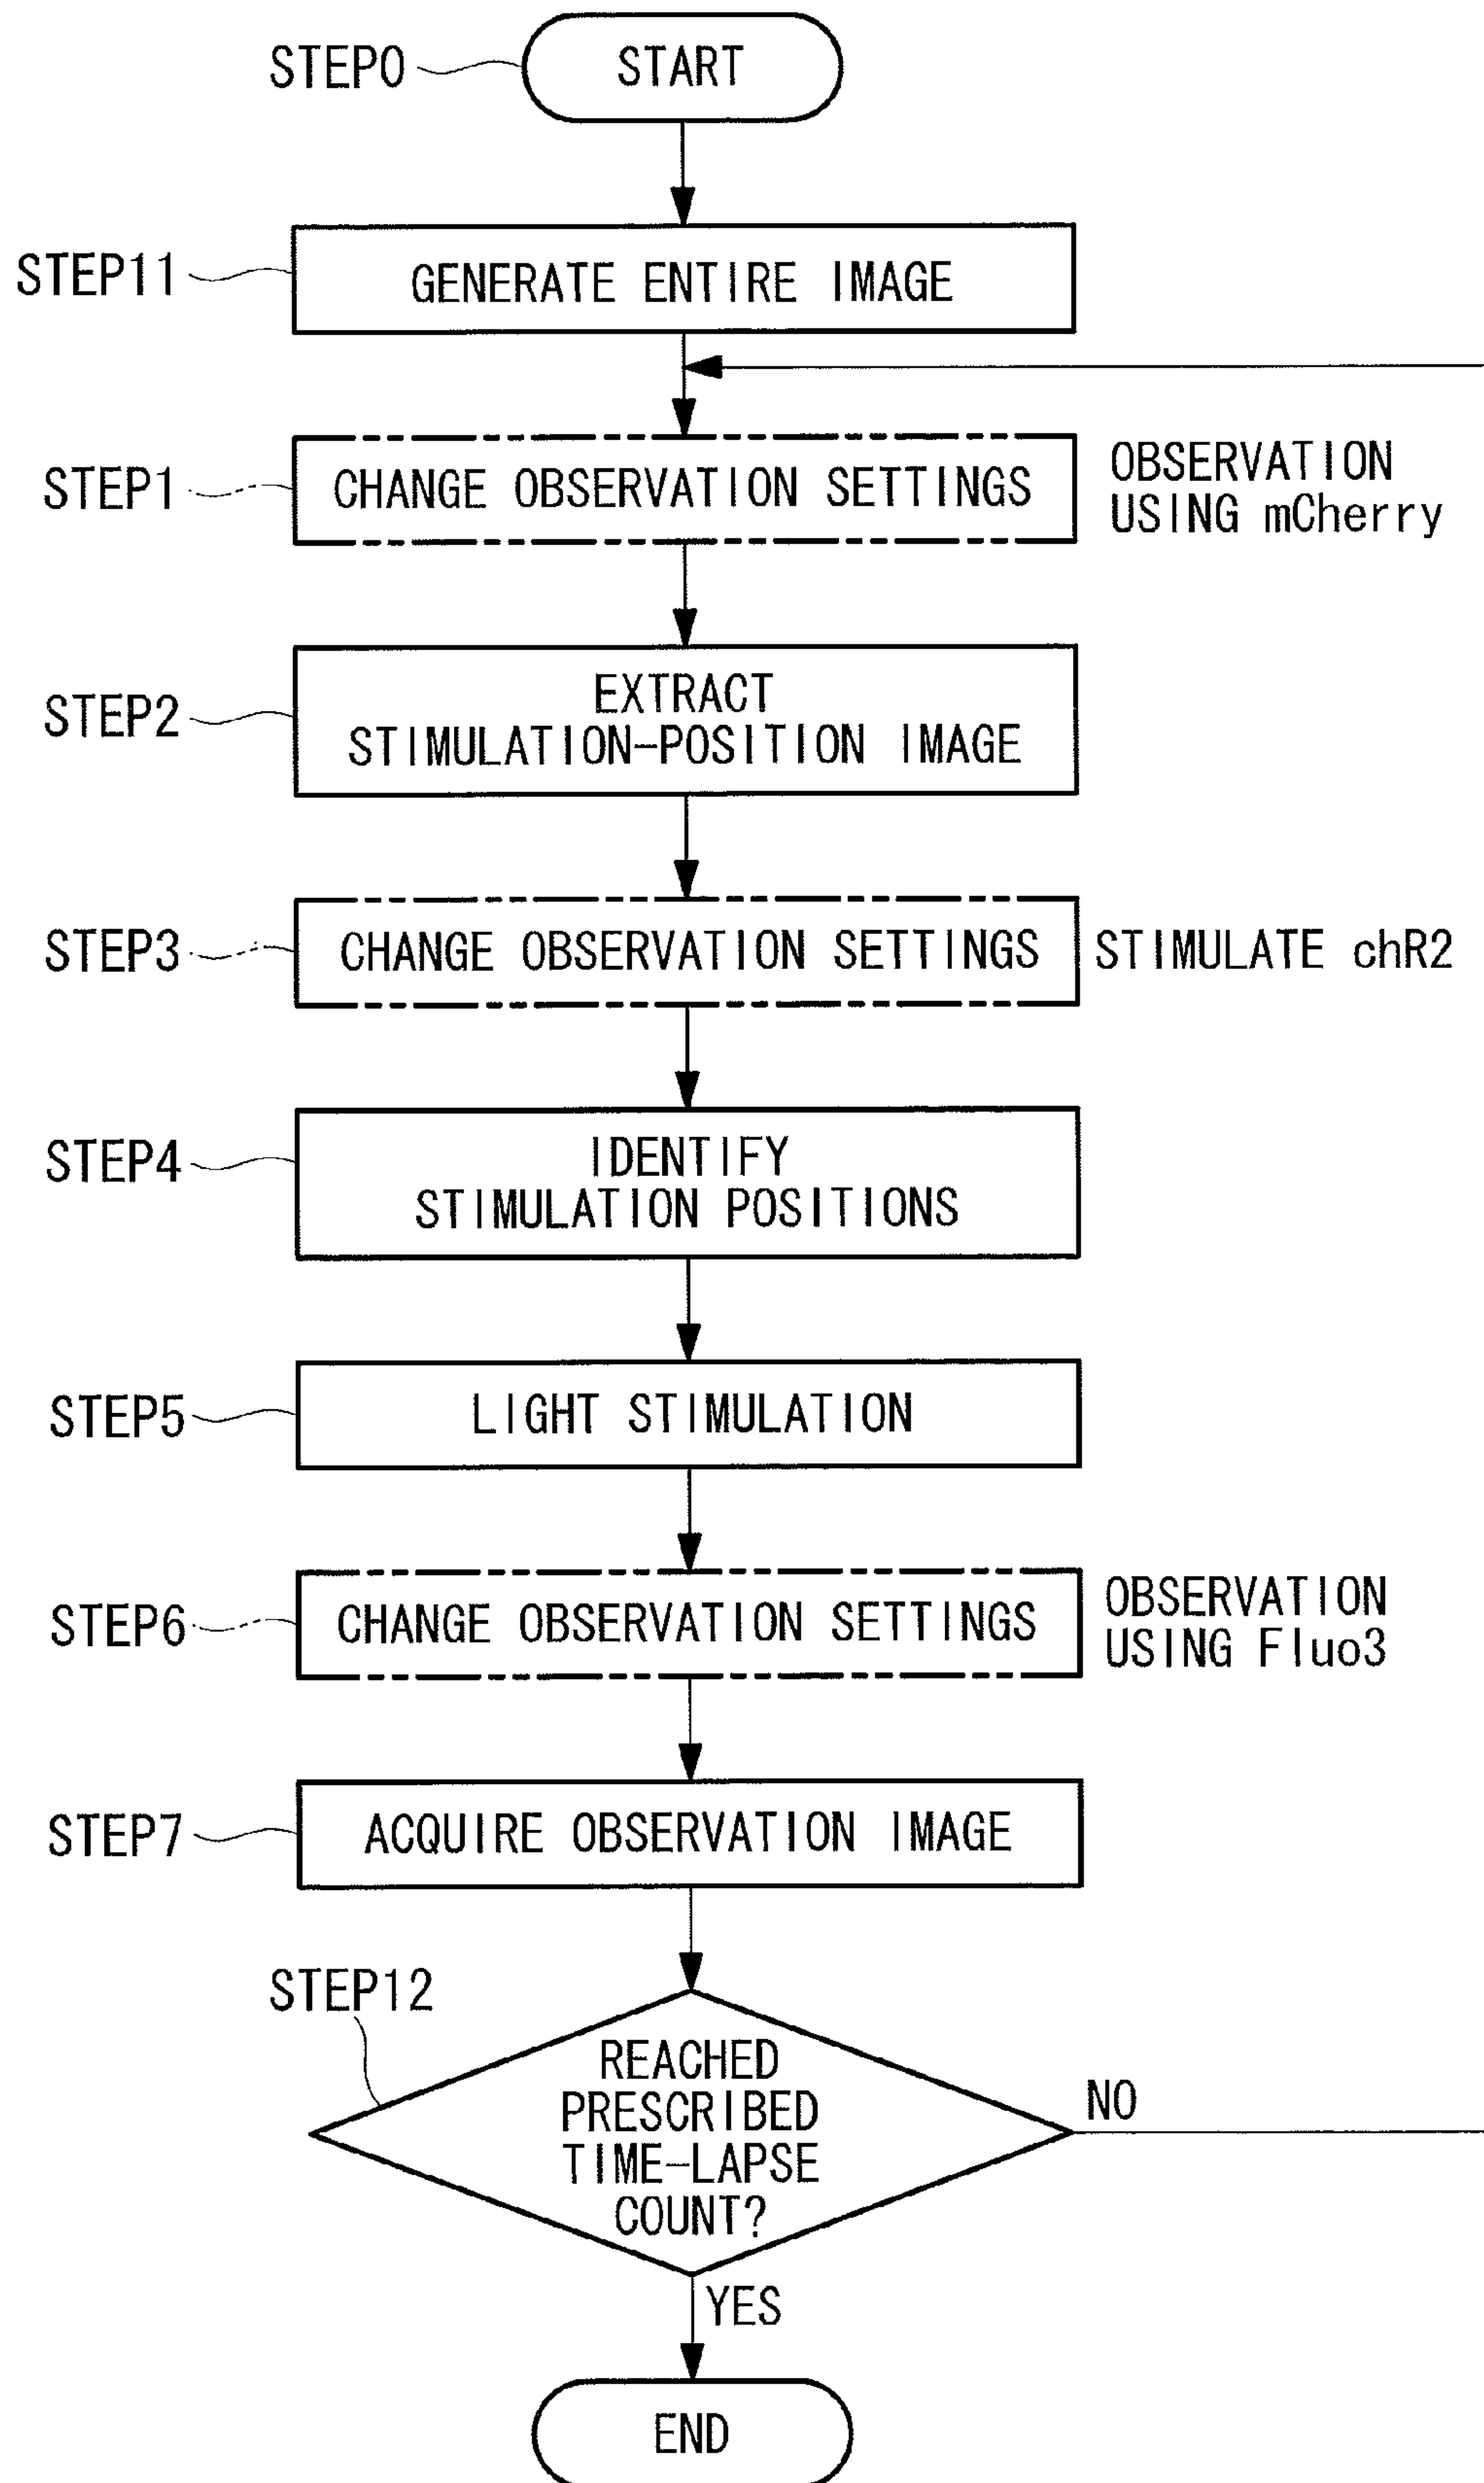 STEP0
START
STEP11
GENERATE ENTIRE IMAGE
STEP1
CHANGE OBSERVATION SETTINGS
OBSERVATION
USING mCherry
STEP2
EXTRACT
STIMULATION-POSITION IMAGE
STEP3
CHANGE OBSERVATION SETTINGS
STIMULATE chR2
STEP4
IDENTIFY
STIMULATION POSITIONS
STEP5
LIGHT STIMULATION
STEP6
CHANGE OBSERVATION SETTINGS
OBSERVATION
USING Fluo3
STEP7
ACQUIRE OBSERVATION IMAGE
STEP12
REACHED
PRESCRIBED
TIME-LAPSE
COUNT?
NO
YES
END